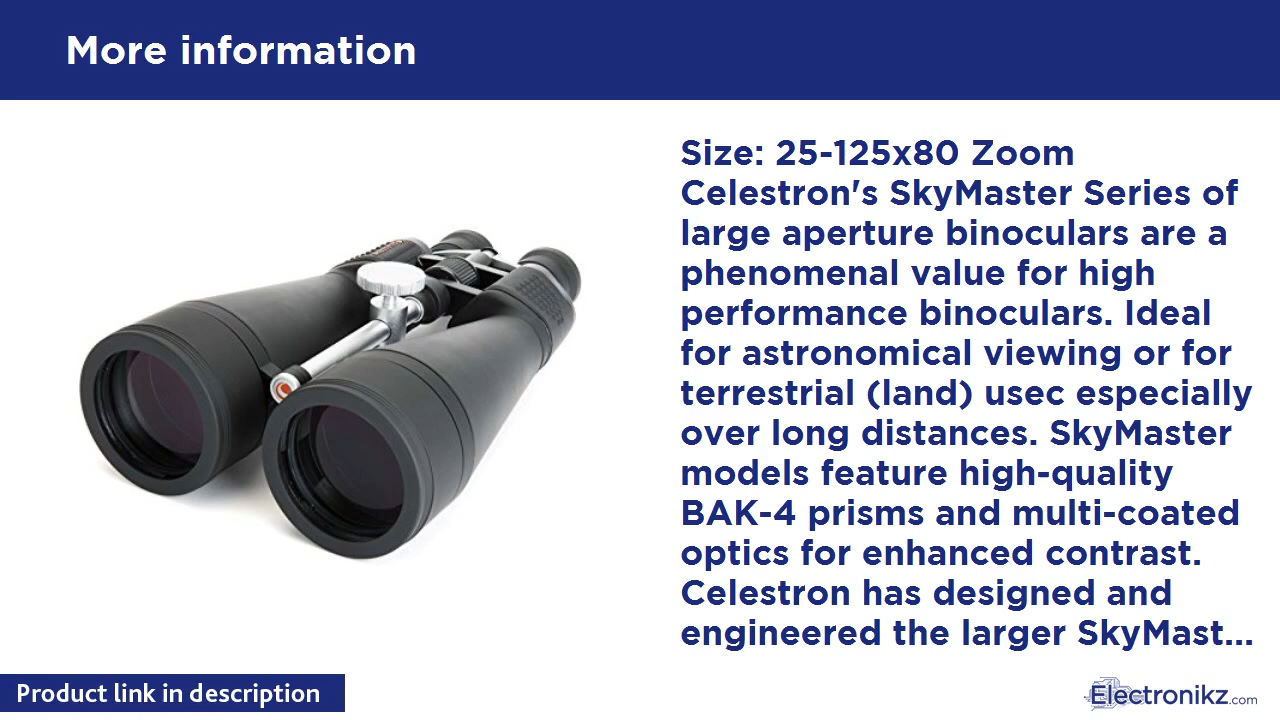 More information
Size: 25-125x80 Zoom
Celestron's SkyMaster Series of
large aperture binoculars are a
phenomenal value for high
performance binoculars. Ideal
for astronomical viewing or for
terrestrial (land) usec especially
over long distances. SkyMaster
models feature high-quality
BAK-4 prisms and multi-coated
optics for enhanced contrast.
Celestron has designed and
engineered the larger SkyMast...
Product link in description
Electronikz.com